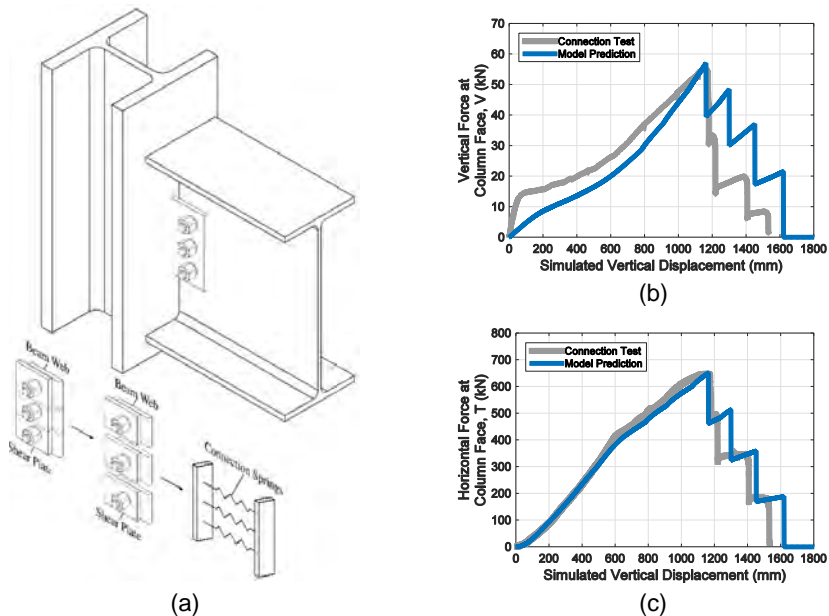 Beam Web
Shear Plate
Beam Web
Shear Plate
Connection Springs
(a)
70
60
50
40
30
20
10
0
Vertical Force at
Column Face, V (kN)
Connection Test
Model Prediction
0 200 400 600 800 1000 1200 1400 1600 1800
Simulated Vertical Displacement (mm)
(b)
800
700
600
500
400
300
200
100
0
Horizontal Force at
Column Face, T (kN)
Connection Test
Model Prediction
0 200 400 600 800 1000 1200 1400 1600 1800
Simulated Vertical Displacement (mm)
(c)